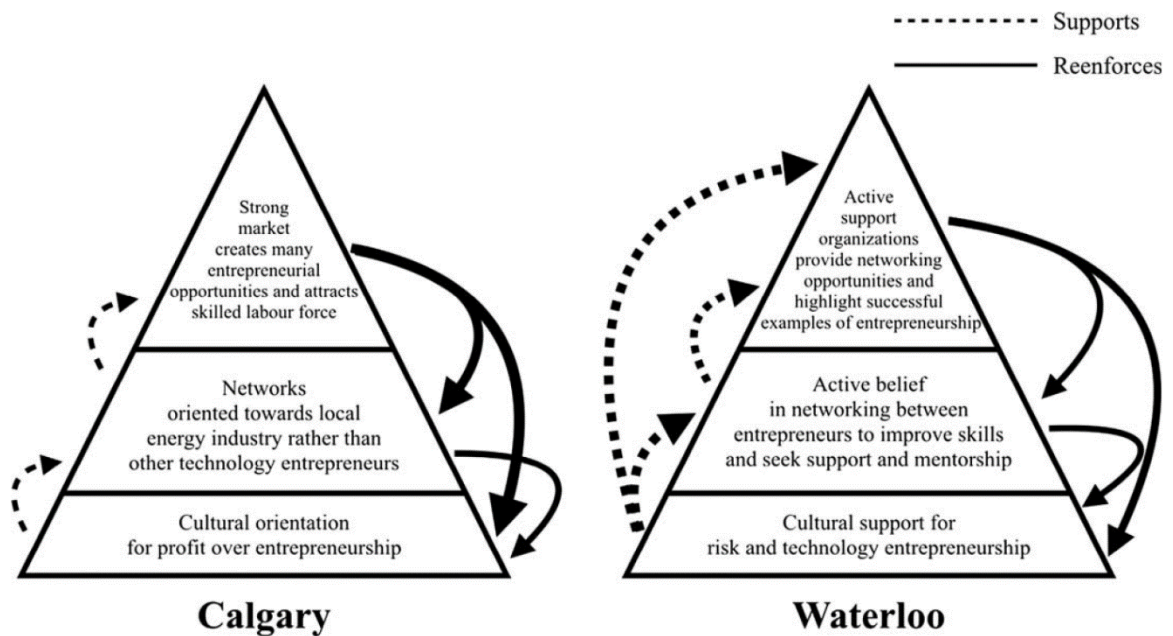 Supports
Reenforces
Strong
market
creates many
entrepreneurial
opportunities and attracts
skilled labour force
Networks
oriented towards local
energy industry rather than
other technology entrepreneurs
Cultural orientation
for profit over entrepreneurship
Calgary
Active
support
organizations
provide networking
opportunities and
highlight successful
examples of entrepreneurship
Active belief
in networking between
entrepreneurs to improve skills
and seek support and mentorship
Cultural support for
risk and technology entrepreneurship
Waterloo